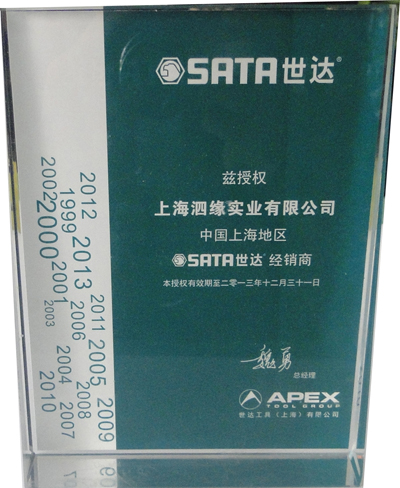 SATA世达®
兹授权
上海泗缘实业有限公司
中国上海地区
SATA世达 经销商
本授权有效期至二零一三年十二月三十一日
魏勇
总经理
APEX
TOOL GROUP
世达工具（上海）有限公司
2012
2002
1999
2000
2013
2001
2011
2003
2006
2005
2009
2004
2008
2007
2010